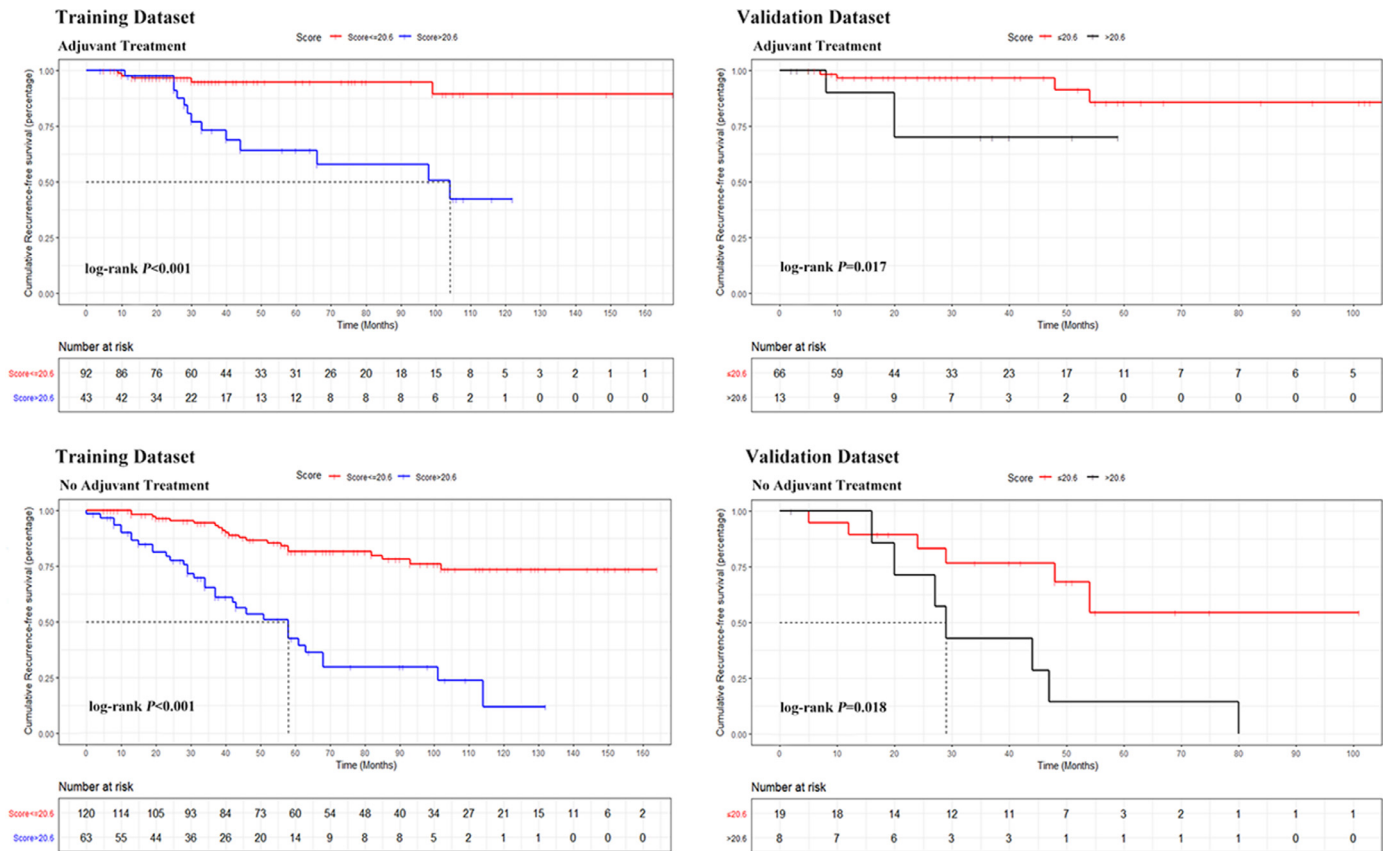 Training Dataset
Adjuvant Treatment
Score Score<=20.6 Score>20.6
Cumulative Recurrence-free survival (percentage)
1.00
0.75
0.50
0.25
0.00
log-rank P<0.001
0 10 20 30 40 50 60 70 80 90 100 110 120 130 140 150 160
Time (Months)
Number at risk
Score<=20.6 92 86 76 60 44 33 31 26 20 18 15 8 5 3 2 1 1
Score>20.6 43 42 34 22 17 13 12 8 8 8 6 2 1 0 0 0 0
Validation Dataset
Adjuvant Treatment
Score ≤20.6 >20.6
Cumulative Recurrence-free survival (percentage)
1.00
0.75
0.50
0.25
0.00
log-rank P=0.017
0 10 20 30 40 50 60 70 80 90 100
Time (Months)
Number at risk
≤20.6 66 59 44 33 23 17 11 7 7 6 5
>20.6 13 9 9 7 3 2 0 0 0 0 0
Training Dataset
No Adjuvant Treatment
Score Score<=20.6 Score>20.6
Cumulative Recurrence-free survival (percentage)
1.00
0.75
0.50
0.25
0.00
log-rank P<0.001
0 10 20 30 40 50 60 70 80 90 100 110 120 130 140 150 160
Time (Months)
Number at risk
Score<=20.6 120 114 105 93 84 73 60 54 48 40 34 27 21 15 11 6 2
Score>20.6 63 55 44 36 26 20 14 9 8 8 5 2 1 1 0 0 0
Validation Dataset
No Adjuvant Treatment
Score ≤20.6 >20.6
Cumulative Recurrence-free survival (percentage)
1.00
0.75
0.50
0.25
0.00
log-rank P=0.018
0 10 20 30 40 50 60 70 80 90 100
Time (Months)
Number at risk
≤20.6 19 18 14 12 11 7 3 2 1 1 1
>20.6 8 7 6 3 3 1 1 1 1 0 0